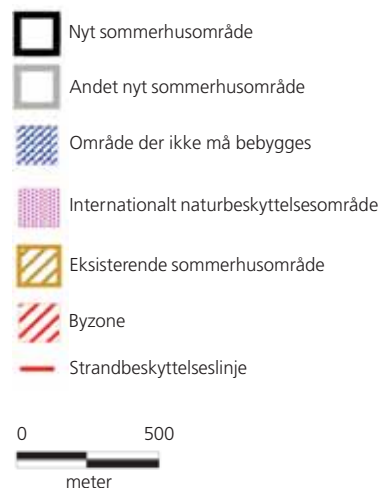 Nyt sommerhusområde
Andet nyt sommerhusområde
Område der ikke må bebygges
Internationalt naturbeskyttelsesområde
Eksisterende sommerhusområde
Byzone
Strandbeskyttelseslinje
0 500
meter